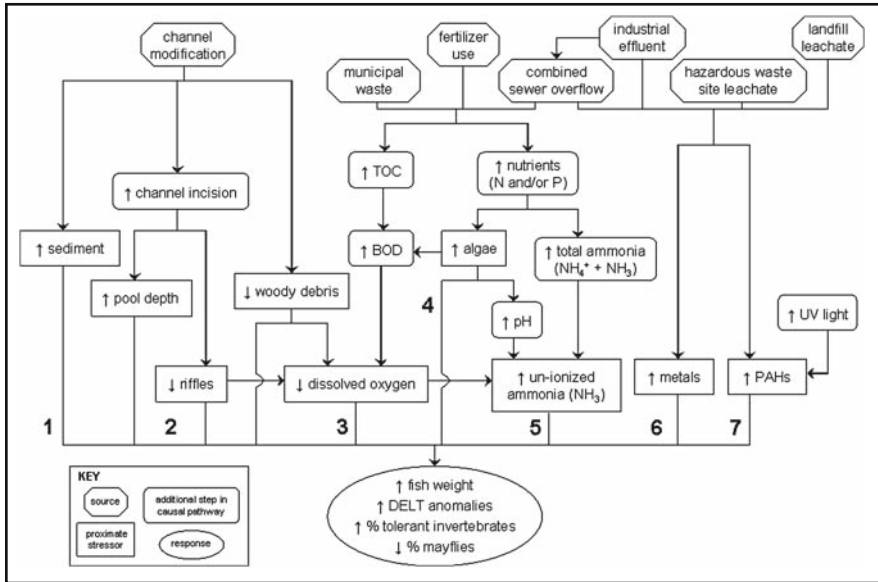 channel
modification
fertilizer
use
industrial
effluent
landfill
leachate
municipal
waste
combined
sewer overflow
hazardous waste
site leachate
↑ TOC
↑ nutrients
(N and/or P)
↑ channel incision
↑ sediment
↑ BOD
↑ algae
↑ total ammonia
(NH₄⁺ + NH₃)
↑ pool depth
↓ woody debris
4
↑ pH
↑ UV light
↓ riffles
↓ dissolved oxygen
↑ un-ionized
ammonia (NH₃)
↑ metals
↑ PAHs
1
2
3
5
6
7
KEY
source
additional step in
causal pathway
proximate
stressor
response
↑ fish weight
↑ DELT anomalies
↑ % tolerant invertebrates
↓ % mayflies